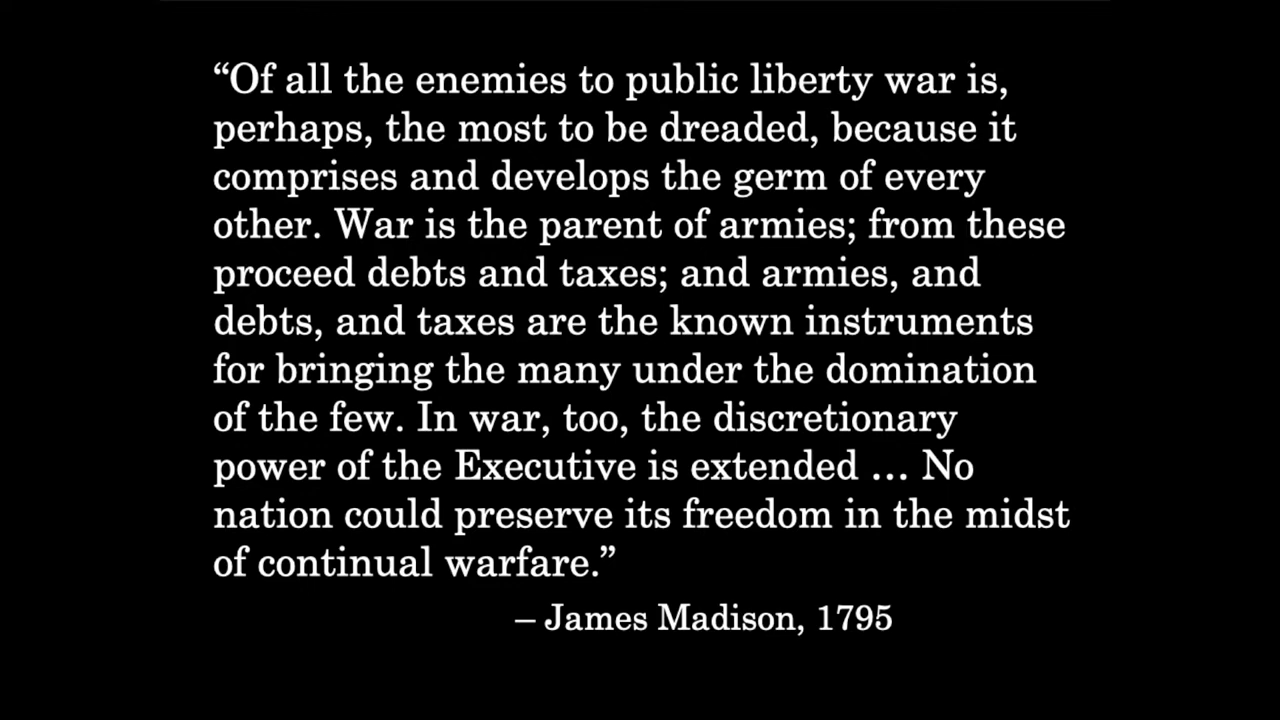 “Of all the enemies to public liberty war is,
perhaps, the most to be dreaded, because it
comprises and develops the germ of every
other. War is the parent of armies; from these
proceed debts and taxes; and armies, and
debts, and taxes are the known instruments
for bringing the many under the domination
of the few. In war, too, the discretionary
power of the Executive is extended … No
nation could preserve its freedom in the midst
of continual warfare.”
– James Madison, 1795